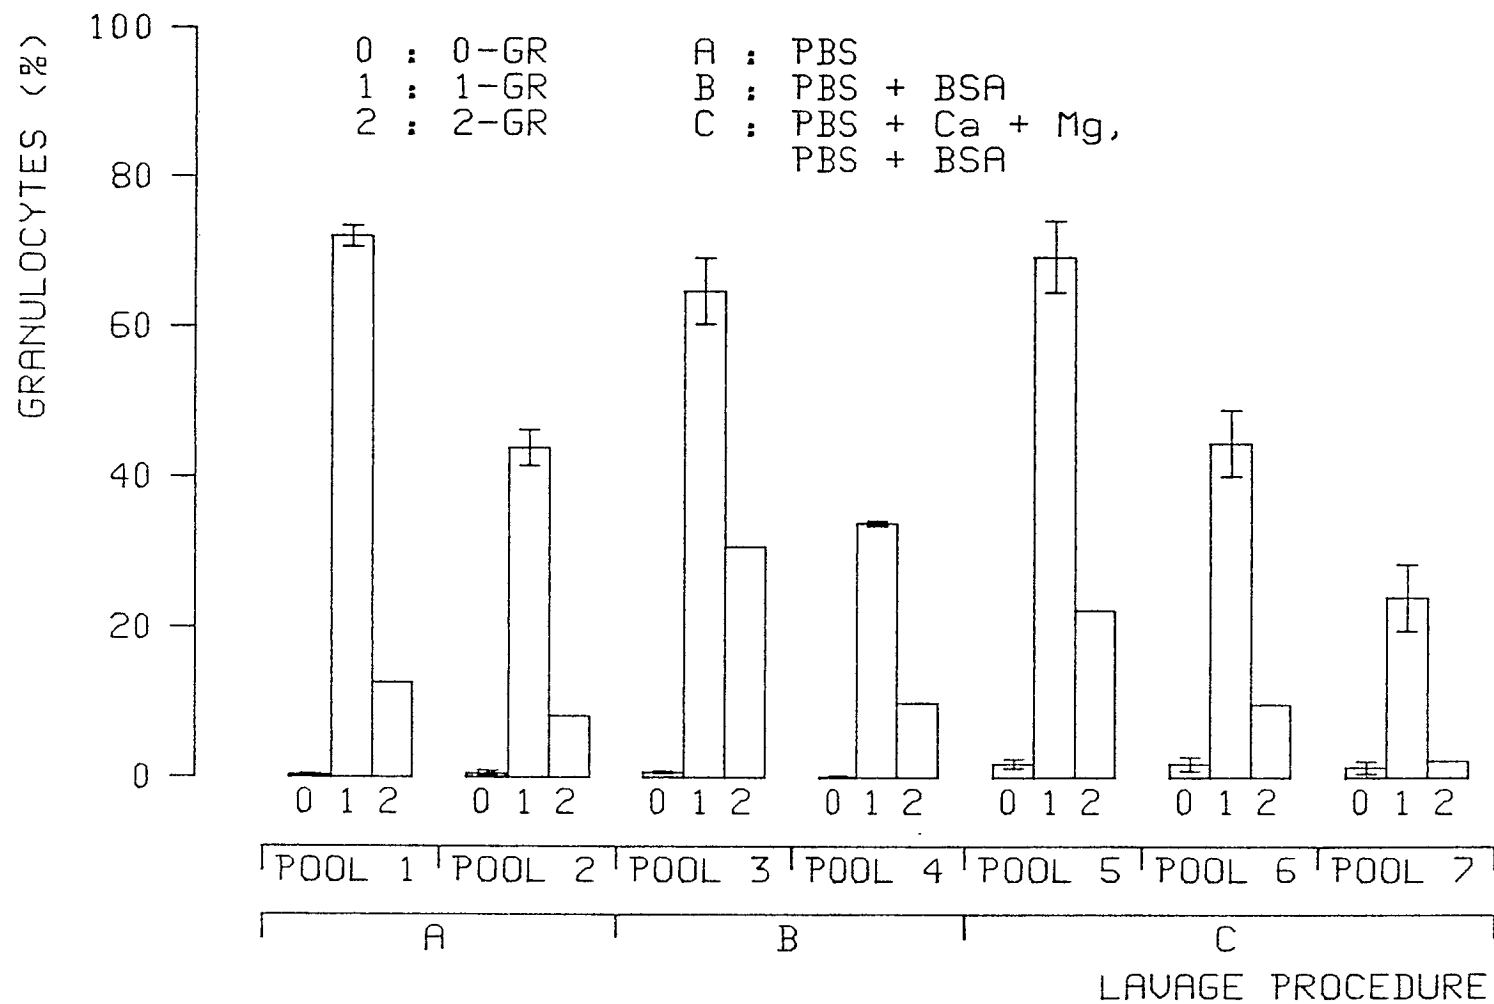 GRANULOCYTES (%)
100
80
60
40
20
0
0 : 0-GR
1 : 1-GR
2 : 2-GR
A : PBS
B : PBS + BSA
C : PBS + Ca + Mg,
PBS + BSA
0 1 2 0 1 2 0 1 2 0 1 2 0 1 2 0 1 2 0 1 2
POOL 1 POOL 2 POOL 3 POOL 4 POOL 5 POOL 6 POOL 7
A B C
LAVAGE PROCEDURE